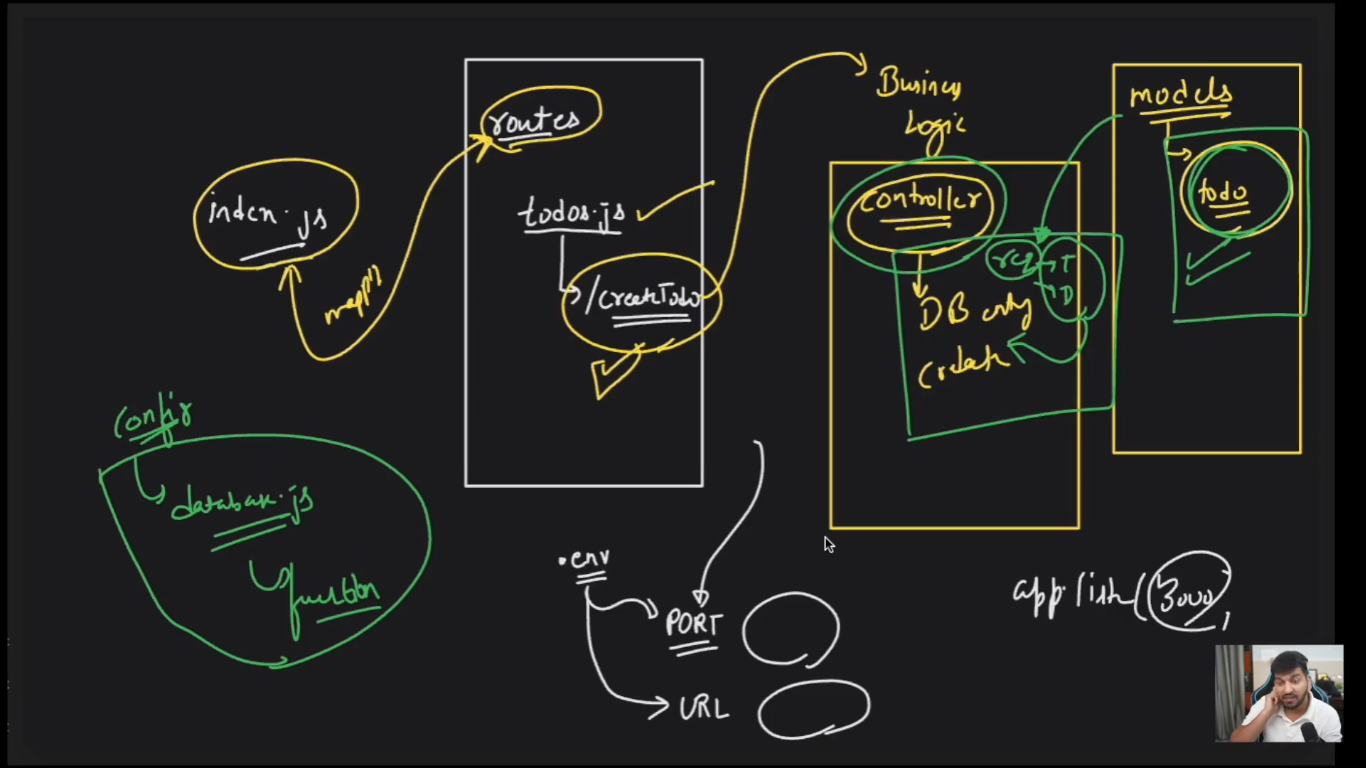 routes
index.js
todos.js
/createTodo
Business
Logic
controller
req
T
D
DB entry
Create
models
todo
config
database.js
function
.env
PORT
URL
app.listen(3000,